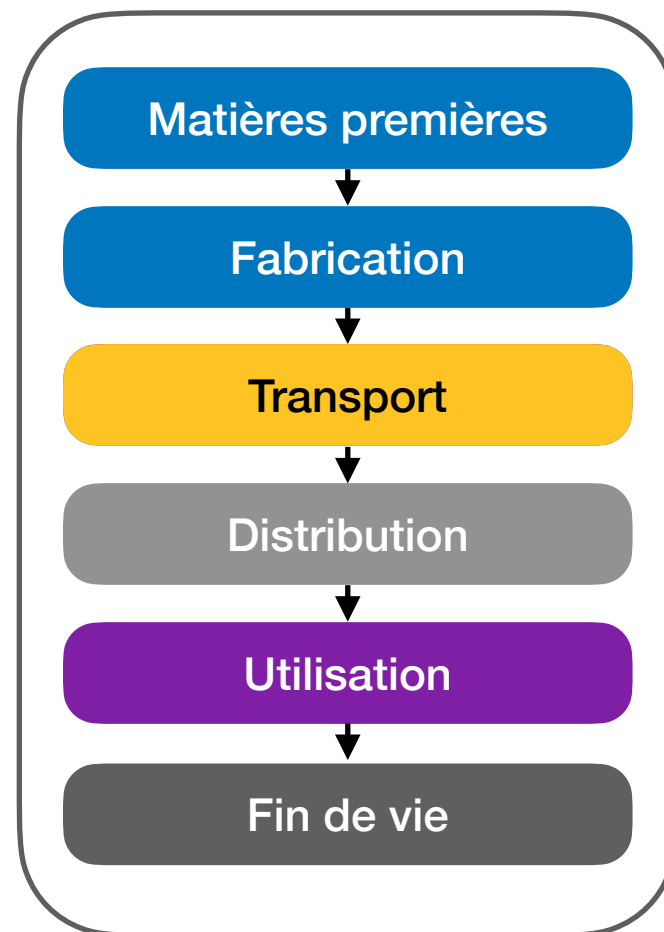 Matières premières
Fabrication
Transport
Distribution
Utilisation
Fin de vie